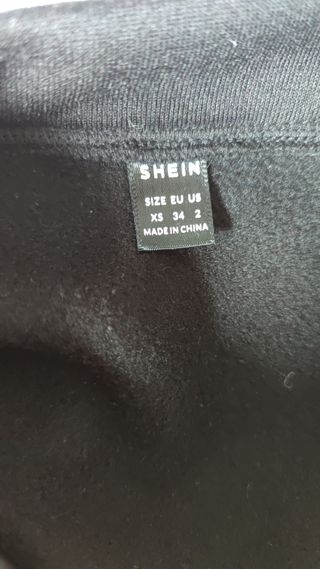 SHEIN
SIZE EU US
XS 34 2
MADE IN CHINA